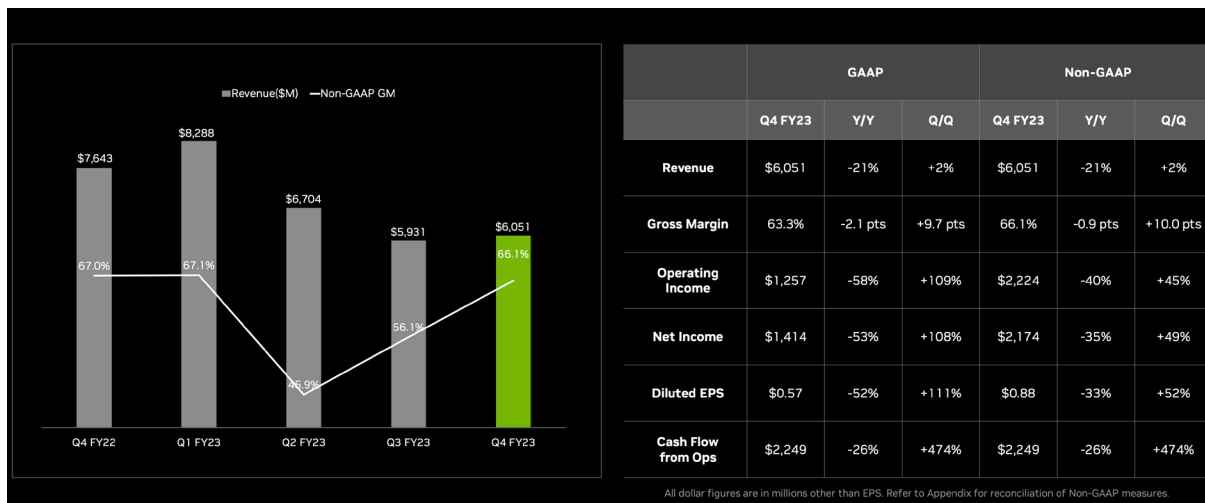 Revenue($M) Non-GAAP GM
$7,643
$8,288
$6,704
$5,931
$6,051
67.0%
67.1%
45.9%
56.1%
66.1%
Q4 FY22 Q1 FY23 Q2 FY23 Q3 FY23 Q4 FY23
GAAP Non-GAAP
Q4 FY23 Y/Y Q/Q Q4 FY23 Y/Y Q/Q
Revenue $6,051 -21% +2% $6,051 -21% +2%
Gross Margin 63.3% -2.1 pts +9.7 pts 66.1% -0.9 pts +10.0 pts
Operating
Income $1,257 -58% +109% $2,224 -40% +45%
Net Income $1,414 -53% +108% $2,174 -35% +49%
Diluted EPS $0.57 -52% +111% $0.88 -33% +52%
Cash Flow
from Ops $2,249 -26% +474% $2,249 -26% +474%
All dollar figures are in millions other than EPS. Refer to Appendix for reconciliation of Non-GAAP measures.